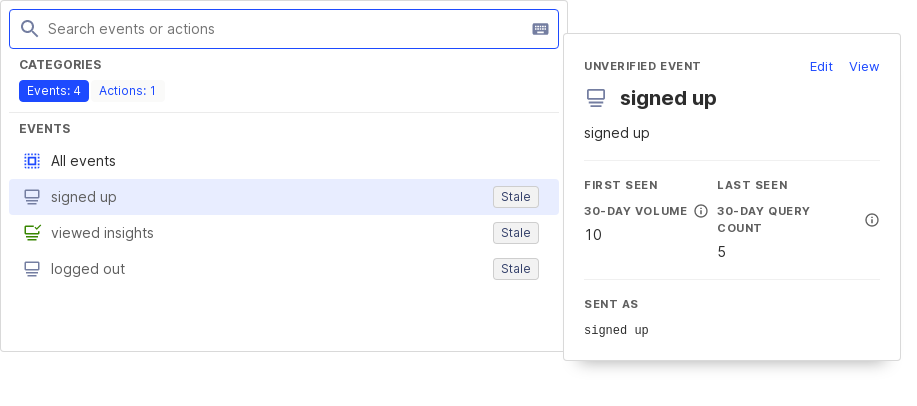 Search events or actions
CATEGORIES
Events: 4 Actions: 1
EVENTS
All events
signed up Stale
viewed insights Stale
logged out Stale
UNVERIFIED EVENT Edit View
signed up
signed up
FIRST SEEN LAST SEEN
30-DAY VOLUME
10
30-DAY QUERY
COUNT
5
SENT AS
signed up